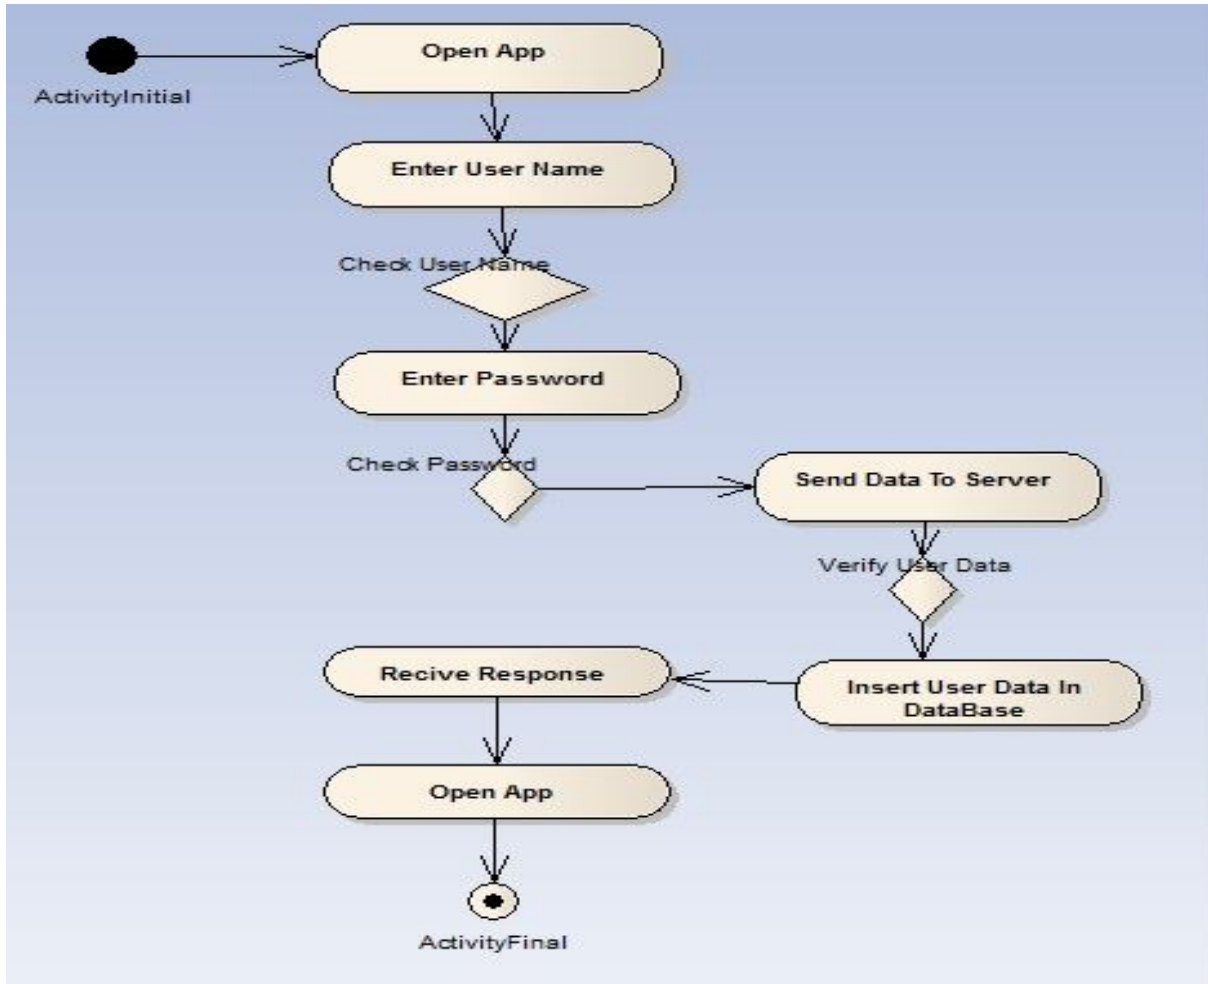 Open App
ActivityInitial
Enter User Name
Check User Name
Enter Password
Check Password
Send Data To Server
Verify User Data
Insert User Data In
DataBase
Recive Response
Open App
ActivityFinal